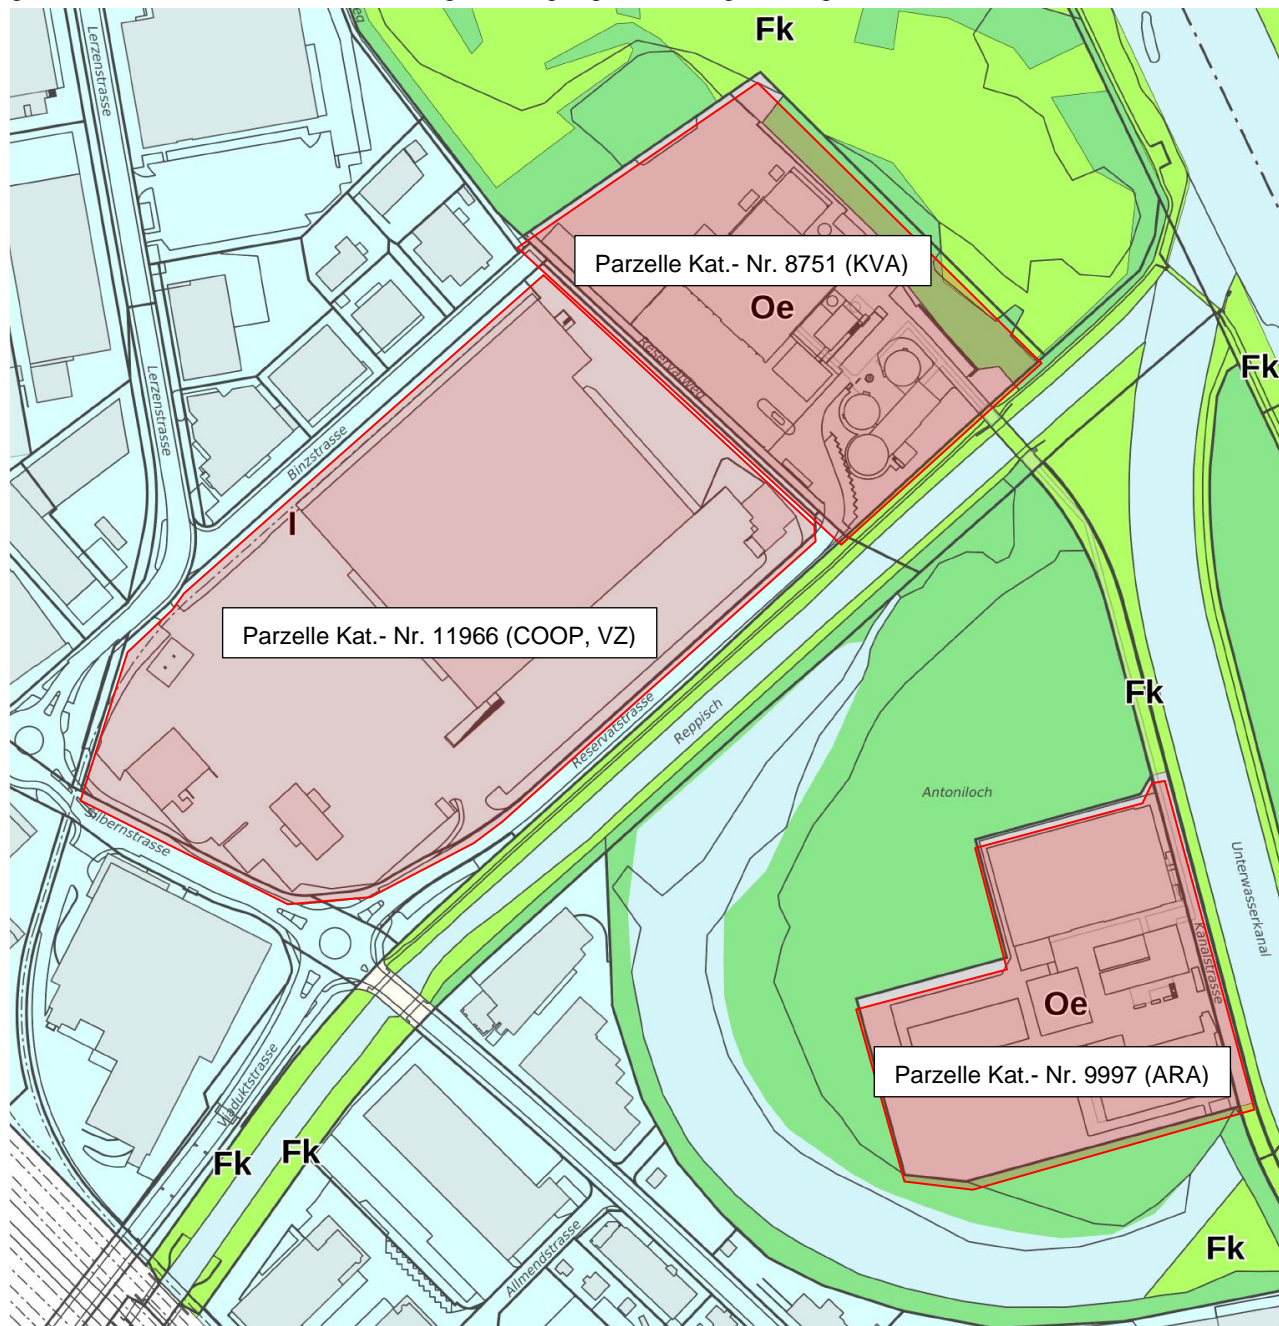 Fk
Lerzenstrasse
Parzelle Kat.- Nr. 8751 (KVA)
Oe
Reservatweg
Fk
Lerzenstrasse
Binzstrasse
I
Parzelle Kat.- Nr. 11966 (COOP, VZ)
Reservatstrasse
Reppisch
Fk
Antoniloch
Silbernstrasse
Unterwasserkanal
Kanalstrasse
Oe
Parzelle Kat.- Nr. 9997 (ARA)
Viaduktstrasse
Fk
Fk
Allmendstrasse
Fk